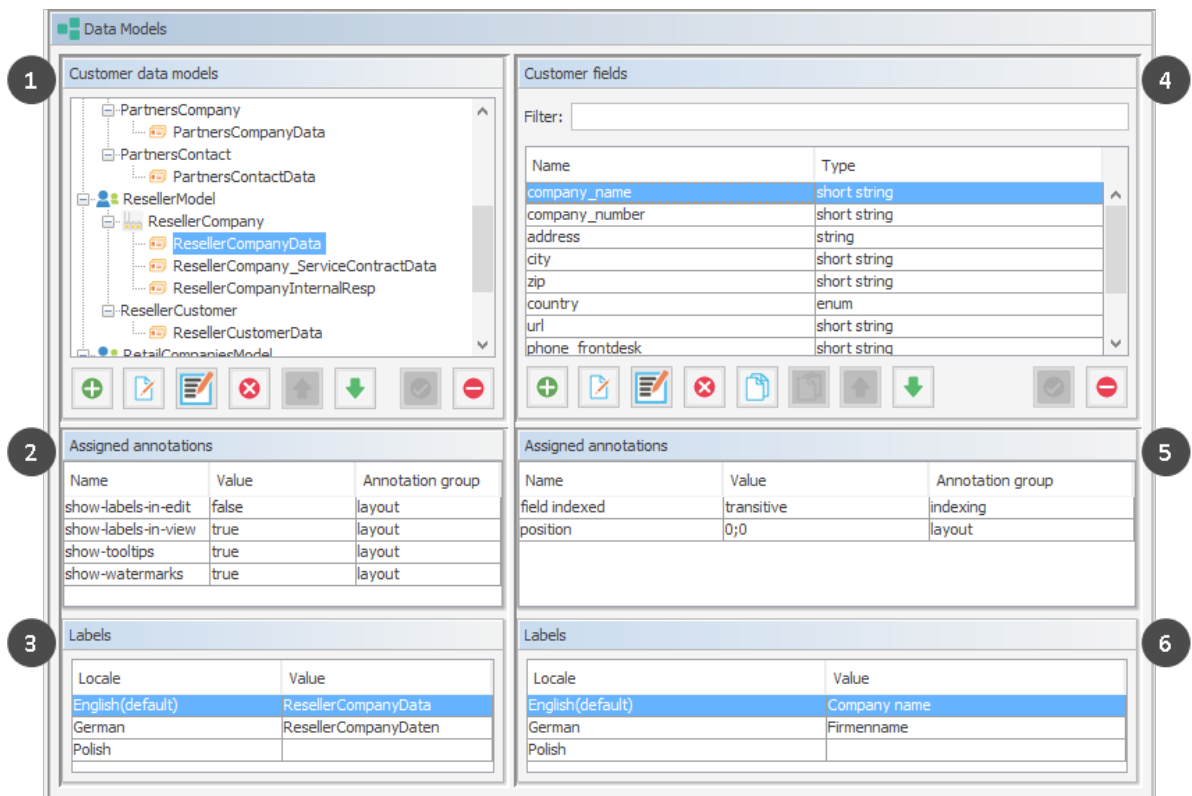 Data Models
1
Customer data models
PartnersCompany
PartnersCompanyData
PartnersContact
PartnersContactData
ResellerModel
ResellerCompany
ResellerCompanyData
ResellerCompany_ServiceContractData
ResellerCompanyInternalResp
ResellerCustomer
ResellerCustomerData
RetailCompaniesModel
4
Customer fields
Filter:
Name Type
company_name short string
company_number short string
address string
city short string
zip short string
country enum
url short string
phone_frontdesk short string
2
Assigned annotations
Name Value Annotation group
show-labels-in-edit false layout
show-labels-in-view true layout
show-tooltips true layout
show-watermarks true layout
5
Assigned annotations
Name Value Annotation group
field indexed transitive indexing
position 0;0 layout
3
Labels
Locale Value
English(default) ResellerCompanyData
German ResellerCompanyDaten
Polish
6
Labels
Locale Value
English(default) Company name
German Firmenname
Polish